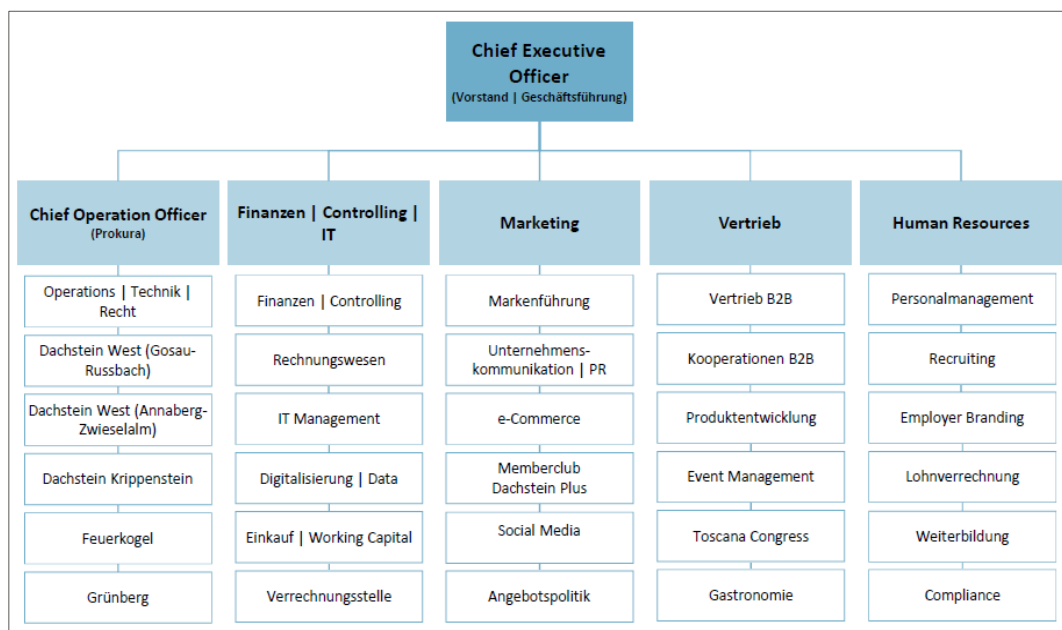 Chief Executive
Officer
(Vorstand | Geschäftsführung)
Chief Operation Officer
(Prokura)
Finanzen | Controlling |
IT
Marketing
Vertrieb
Human Resources
Operations | Technik |
Recht
Dachstein West (Gosau-
Russbach)
Dachstein West (Annaberg-
Zwieselalm)
Dachstein Krippenstein
Feuerkogel
Grünberg
Finanzen | Controlling
Rechnungswesen
IT Management
Digitalisierung | Data
Einkauf | Working Capital
Verrechnungsstelle
Markenführung
Unternehmens-
kommunikation | PR
e-Commerce
Memberclub
Dachstein Plus
Social Media
Angebotspolitik
Vertrieb B2B
Kooperationen B2B
Produktentwicklung
Event Management
Toscana Congress
Gastronomie
Personalmanagement
Recruiting
Employer Branding
Lohnverrechnung
Weiterbildung
Compliance